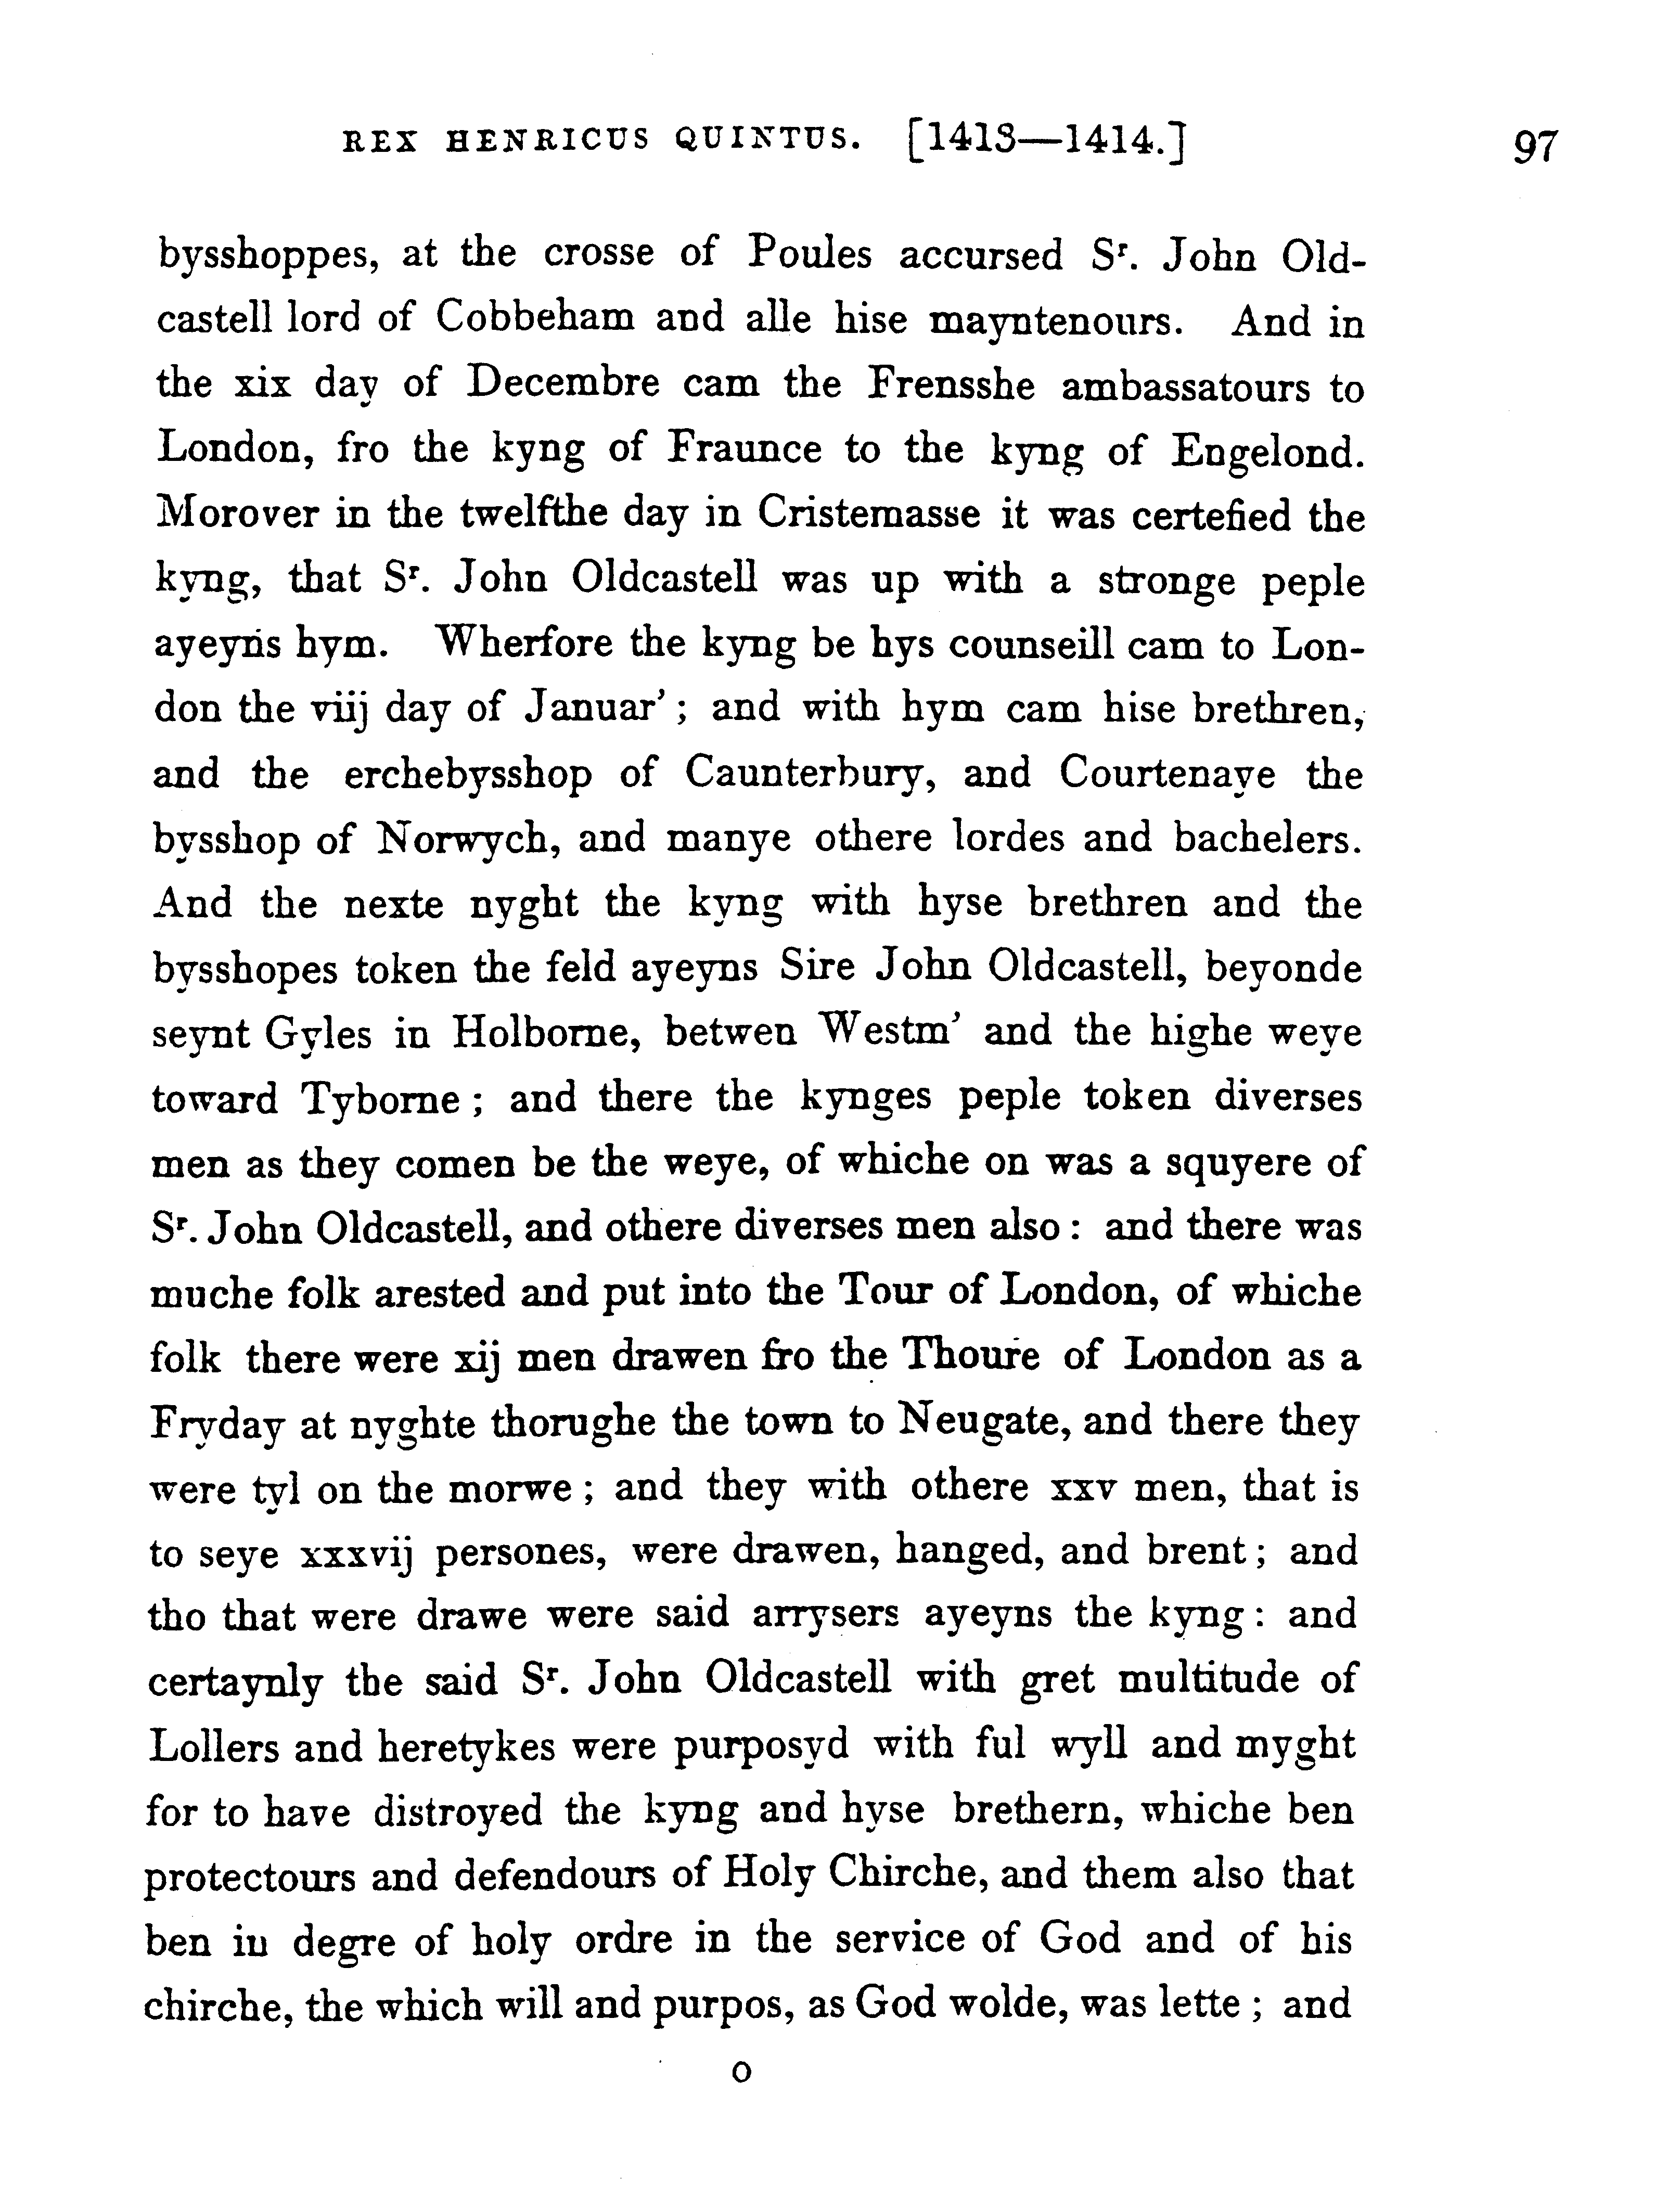 REX HENRICUS QUINTUS. [1413—1414.] 97
bysshoppes, at the crosse of Poules accursed Sʳ. John Old-
castell lord of Cobbeham and alle hise mayntenours. And in
the xix day of Decembre cam the Frensshe ambassatours to
London, fro the kyng of Fraunce to the kyng of Engelond.
Morover in the twelfthe day in Cristemasse it was certefied the
kyng, that Sʳ. John Oldcastell was up with a stronge peple
ayeyns hym. Wherfore the kyng be hys counseill cam to Lon-
don the viij day of Januar’; and with hym cam hise brethren,
and the erchebysshop of Caunterbury, and Courtenaye the
bysshop of Norwych, and manye othere lordes and bachelers.
And the nexte nyght the kyng with hyse brethren and the
bysshopes token the feld ayeyns Sire John Oldcastell, beyonde
seynt Gyles in Holborne, betwen Westm’ and the highe weye
toward Tyborne; and there the kynges peple token diverses
men as they comen be the weye, of whiche on was a squyere of
Sʳ. John Oldcastell, and othere diverses men also: and there was
muche folk arested and put into the Tour of London, of whiche
folk there were xij men drawen fro the Thoure of London as a
Fryday at nyghte thorughe the town to Neugate, and there they
were tyl on the morwe; and they with othere xxv men, that is
to seye xxxvij persones, were drawen, hanged, and brent; and
tho that were drawe were said arrysers ayeyns the kyng: and
certaynly the said Sʳ. John Oldcastell with gret multitude of
Lollers and heretykes were purposyd with ful wyll and myght
for to have distroyed the kyng and hyse brethern, whiche ben
protectours and defendours of Holy Chirche, and them also that
ben in degre of holy ordre in the service of God and of his
chirche, the which will and purpos, as God wolde, was lette; and
O